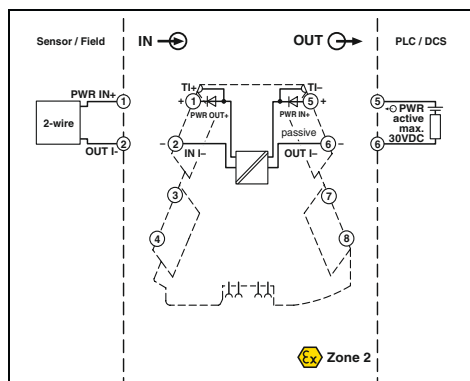 Sensor / Field IN OUT PLC / DCS
PWR IN+ 1 TI+ TI– 5
+ 1 5 +
PWR OUT+ PWR IN+ PWR
active
max.
30VDC
2-wire passive
2 – 2 IN I– OUT I– 6 – 6
OUT I-
3 7
4 8
Ex Zone 2